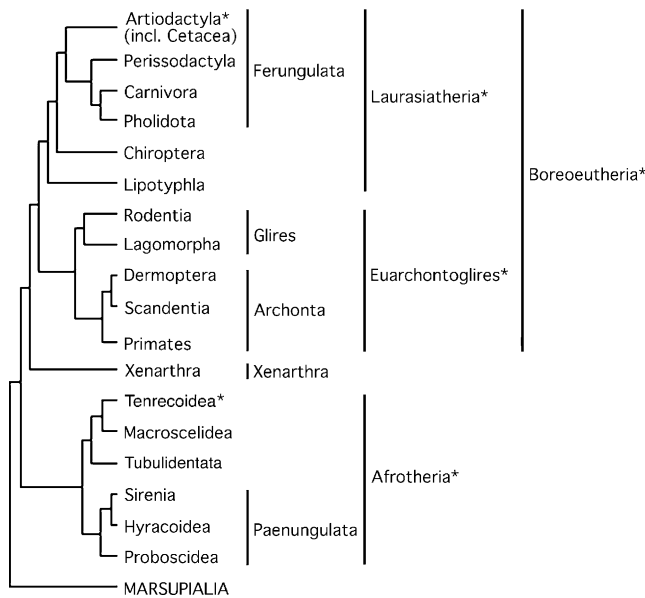 Artiodactyla*
(incl. Cetacea)
Perissodactyla
Carnivora
Pholidota
Chiroptera
Lipotyphla
Rodentia
Lagomorpha
Dermoptera
Scandentia
Primates
Xenarthra
Tenrecoidea*
Macroscelidea
Tubulidentata
Sirenia
Hyracoidea
Proboscidea
MARSUPIALIA
Ferungulata
Glires
Archonta
Xenarthra
Paenungulata
Laurasiatheria*
Euarchontoglires*
Afrotheria*
Boreoeutheria*